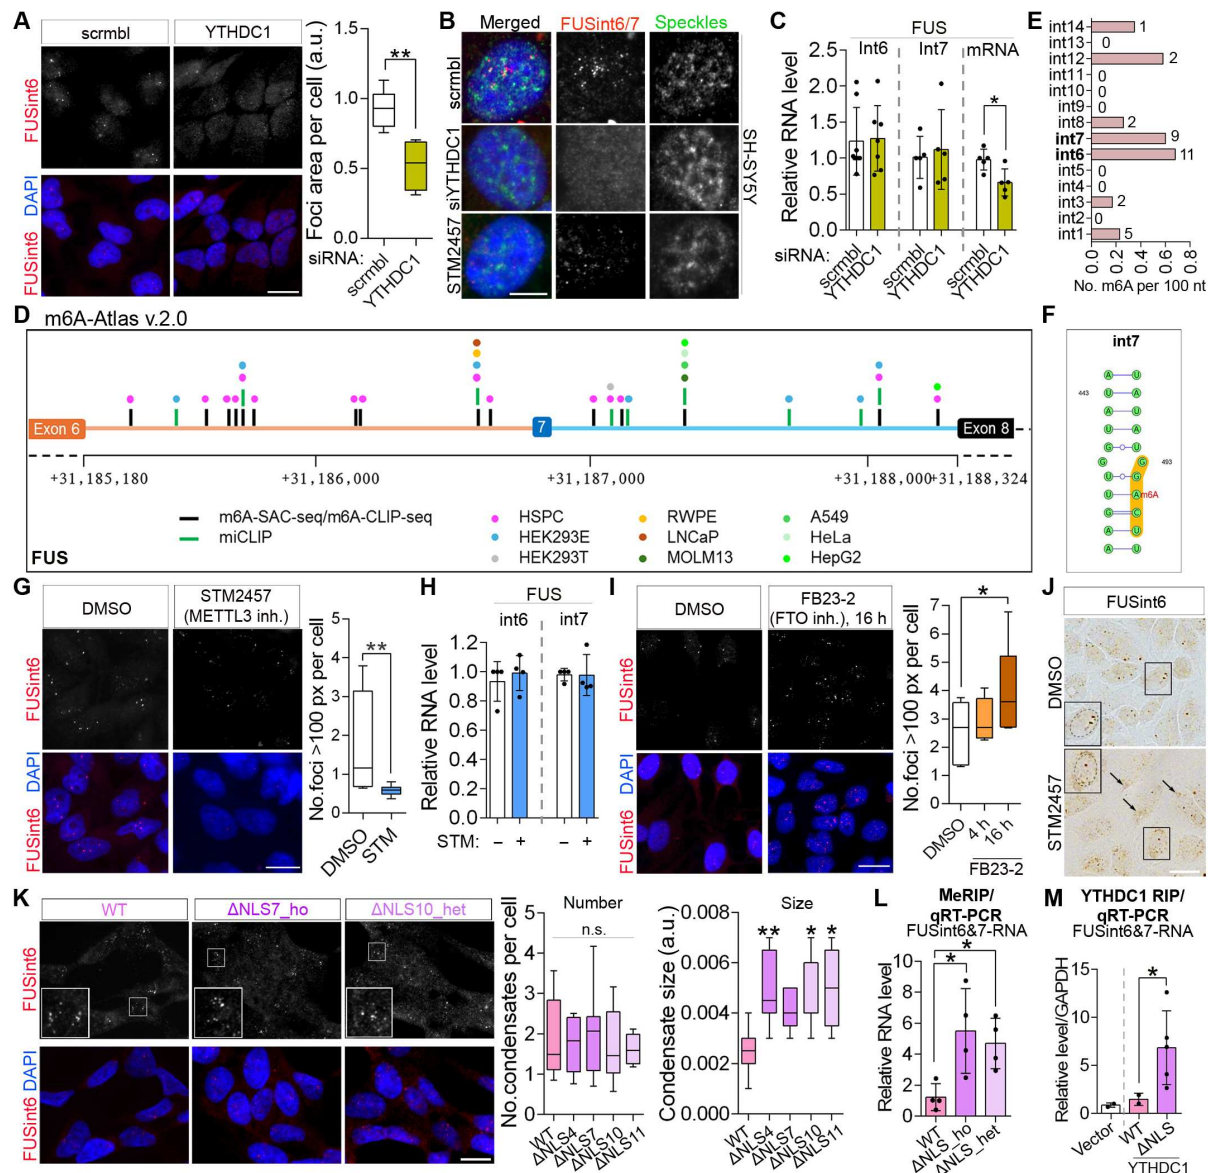 A
scrmbl
YTHDC1
FUSint6
FUSint6 DAPI
Foci area per cell (a.u.)
1.5
1.0
0.5
0.0
**
siRNA:
scrmbl
YTHDC1
B
Merged
FUSint6/7
Speckles
scrmbl
siYTHDC1
STM2457
SH-SY5Y
C
FUS
Int6
Int7
mRNA
Relative RNA level
2.5
2.0
1.5
1.0
0.5
0.0
*
siRNA:
scrmbl
YTHDC1
scrmbl
YTHDC1
scrmbl
YTHDC1
E
int14 1
int13 0
int12 2
int11 0
int10 0
int9 0
int8 2
int7 9
int6 11
int5 0
int4 0
int3 2
int2 0
int1 5
0.0 0.2 0.4 0.6 0.8
No. m6A per 100 nt
D
m6A-Atlas v.2.0
Exon 6
7
Exon 8
+31,185,180
+31,186,000
+31,187,000
+31,188,000
+31,188,324
m6A-SAC-seq/m6A-CLIP-seq
miCLIP
HSPC
HEK293E
HEK293T
RWPE
LNCaP
MOLM13
A549
HeLa
HepG2
FUS
F
int7
A U
443 U A
A U
U A
G U
G G 493
U G
U A m6A
G C
A U
A U
G
DMSO
STM2457
(METTL3 inh.)
FUSint6
FUSint6 DAPI
No.foci >100 px per cell
5
4
3
2
1
0
**
DMSO
STM
H
FUS
int6
int7
Relative RNA level
1.2
1.0
0.8
0.6
0.4
0.2
0.0
STM: – + – +
I
DMSO
FB23-2
(FTO inh.), 16 h
FUSint6
FUSint6 DAPI
No.foci >100 px per cell
7
6
5
4
3
2
1
0
*
DMSO
4 h
16 h
FB23-2
J
FUSint6
DMSO
STM2457
K
WT
ΔNLS7_ho
ΔNLS10_het
FUSint6
FUSint6 DAPI
Number
No.condensates per cell
5
4
3
2
1
0
n.s.
WT
ΔNLS4
ΔNLS7
ΔNLS10
ΔNLS11
Size
Condensate size (a.u.)
0.008
0.006
0.004
0.002
0.000
** * *
WT
ΔNLS4
ΔNLS7
ΔNLS10
ΔNLS11
L
MeRIP/
qRT-PCR
FUSint6&7-RNA
Relative RNA level
10
8
6
4
2
0
*
*
WT
ΔNLS_ho
ΔNLS_het
M
YTHDC1 RIP/
qRT-PCR
FUSint6&7-RNA
Relative level/GAPDH
15
10
5
0
*
Vector
WT
ΔNLS
YTHDC1